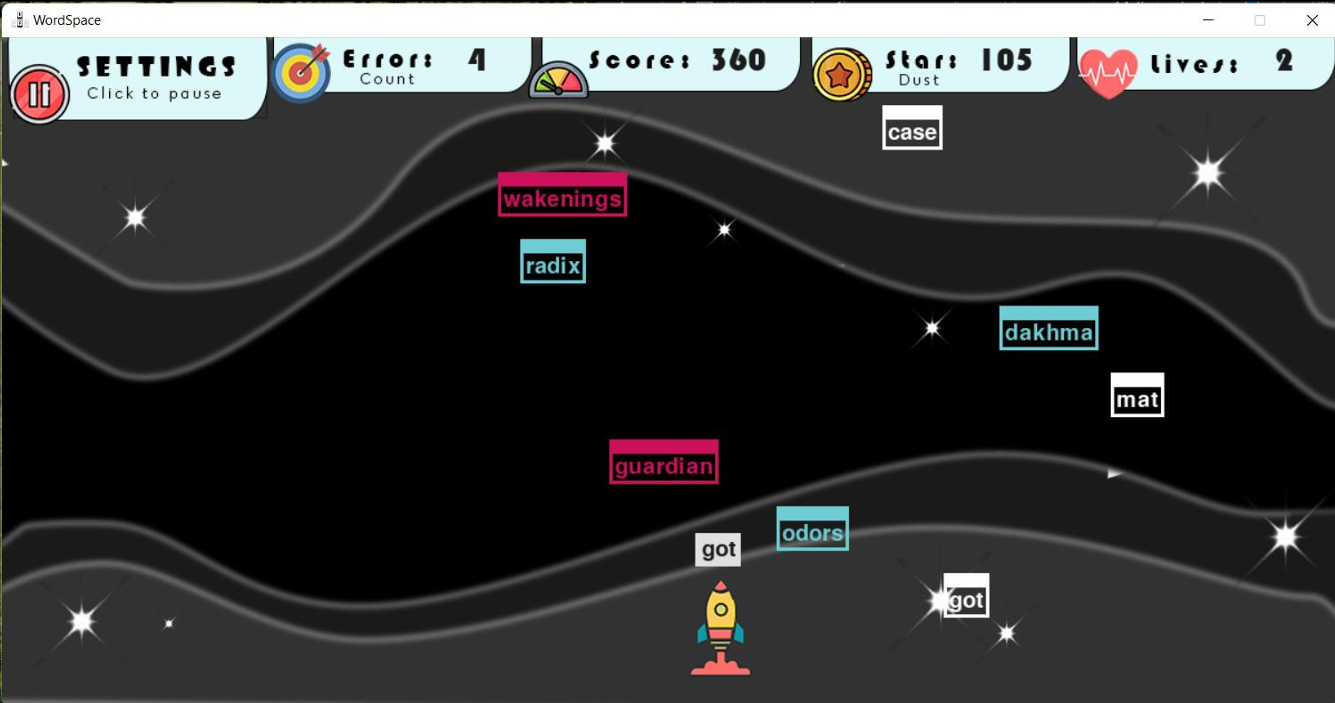 WordSpace
SETTINGS
Click to pause
Error: 4
Count
Score: 360
Star: 105
Dust
Lives: 2
case
wakenings
radix
dakhma
mat
guardian
odors
got
got